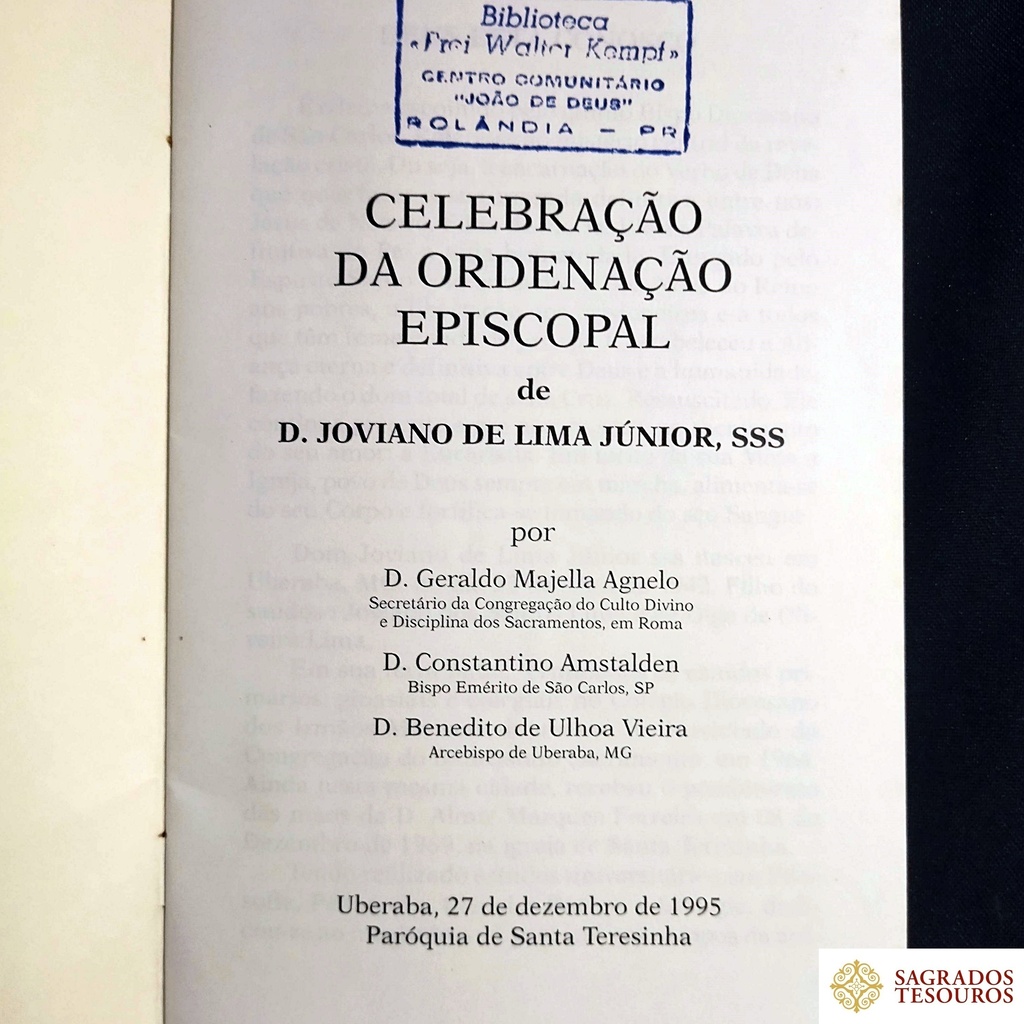 Biblioteca
«Frei Walter Kempf»
CENTRO COMUNITÁRIO
"JOÃO DE DEUS"
ROLÂNDIA — PR
CELEBRAÇÃO
DA ORDENAÇÃO
EPISCOPAL
de
D. JOVIANO DE LIMA JÚNIOR, SSS
por
D. Geraldo Majella Agnelo
Secretário da Congregação do Culto Divino
e Disciplina dos Sacramentos, em Roma
D. Constantino Amstalden
Bispo Emérito de São Carlos, SP
D. Benedito de Ulhoa Vieira
Arcebispo de Uberaba, MG
Uberaba, 27 de dezembro de 1995
Paróquia de Santa Teresinha
SAGRADOS
TESOUROS